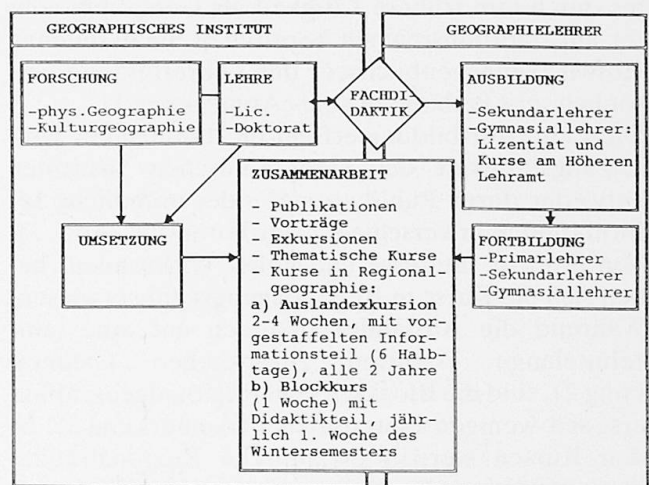 GEOGRAPHISCHES INSTITUT
GEOGRAPHIELEHRER
FORSCHUNG
-phys.Geographie
-Kulturgeographie
LEHRE
-Lic.
-Doktorat
FACHDI-
DAKTIK
AUSBILDUNG
-Sekundarlehrer
-Gymnasiallehrer:
Lizentiat und
Kurse am Höheren
Lehramt
UMSETZUNG
ZUSAMMENARBEIT
- Publikationen
- Vorträge
- Exkursionen
- Thematische Kurse
- Kurse in Regional-
geographie:
a) Auslandexkursion
2-4 Wochen, mit vor-
gestaffelten Infor-
mationsteil (6 Halb-
tage), alle 2 Jahre
b) Blockkurs
(1 Woche) mit
Didaktikteil, jähr-
lich 1. Woche des
Wintersemesters
FORTBILDUNG
-Primarlehrer
-Sekundarlehrer
-Gymnasiallehrer